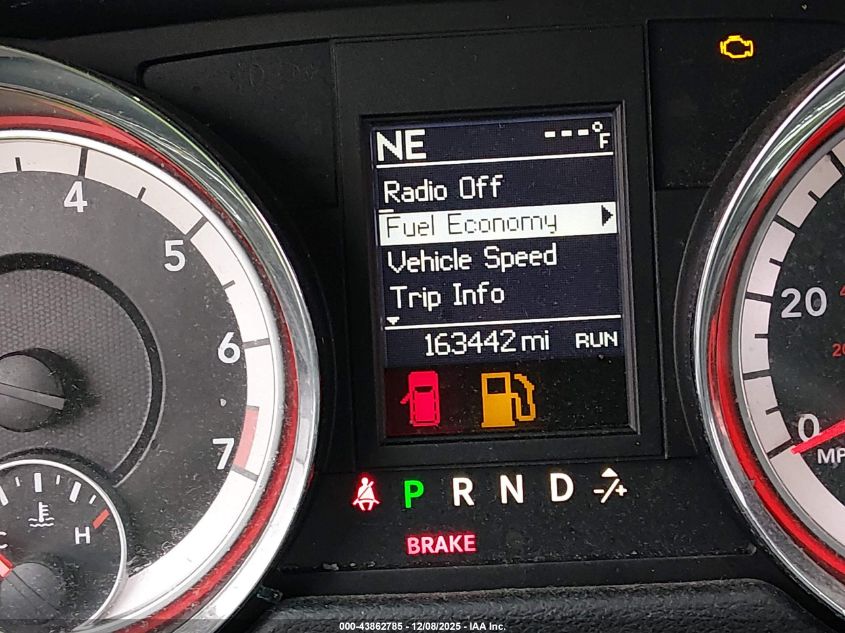 NE ---°F
Radio Off
Fuel Economy
Vehicle Speed
Trip Info
163442 mi RUN
4
5
6
7
C H
20
0
P R N D -/+
BRAKE
000-43862785 - 12/08/2025 - IAA Inc.